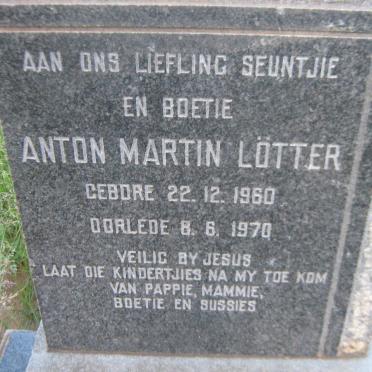 AAN ONS LIEFLING SEUNTJIE
EN BOETIE
ANTON MARTIN LÖTTER
GEBORE 22. 12. 1960
OORLEDE 8. 6. 1970
VEILIG BY JESUS
LAAT DIE KINDERTJIES NA MY TOE KOM
VAN PAPPIE, MAMMIE,
BOETIE EN SUSSIES